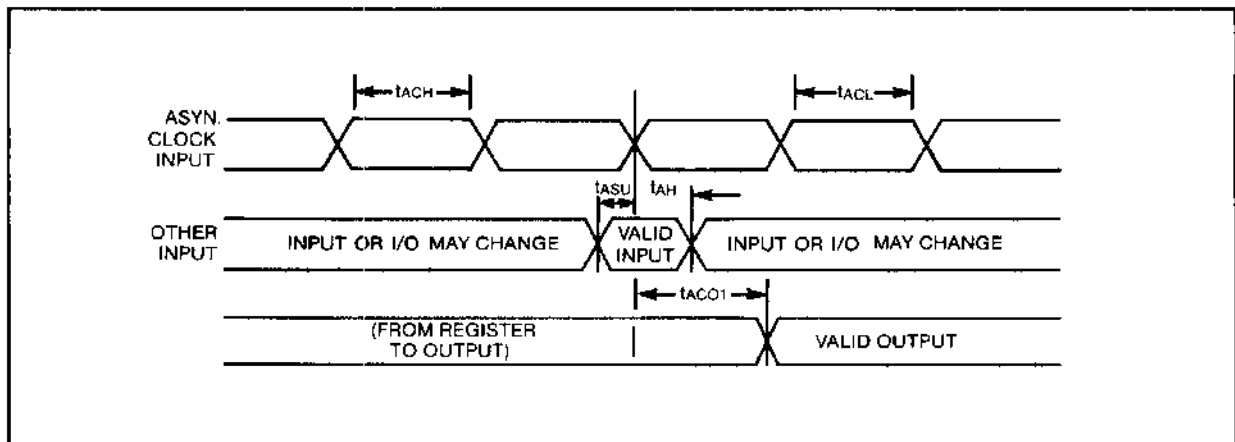 tACH
tACL
ASYN.
CLOCK
INPUT
tASU
tAH
OTHER
INPUT
INPUT OR I/O MAY CHANGE
VALID
INPUT
INPUT OR I/O MAY CHANGE
tACO1
(FROM REGISTER
TO OUTPUT)
VALID OUTPUT